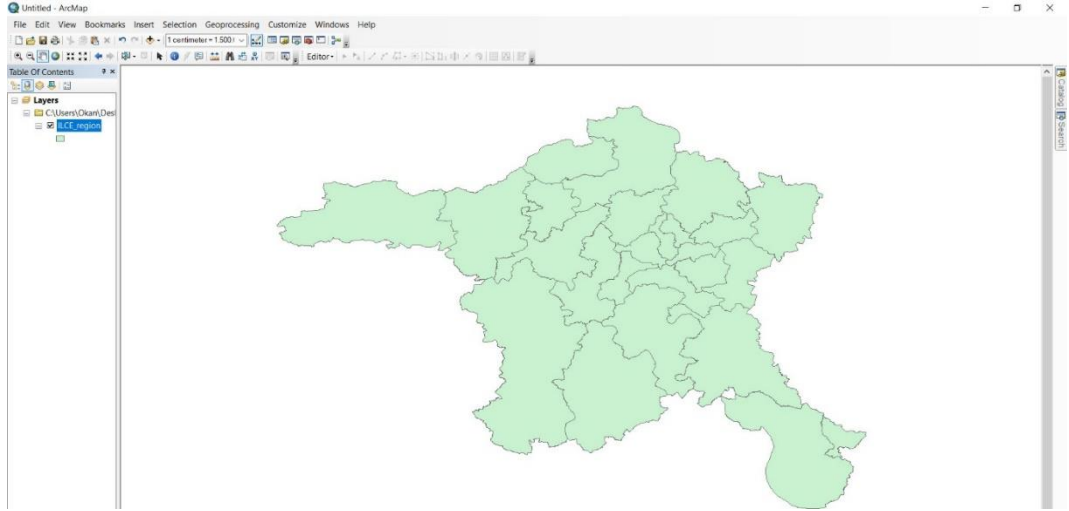 Untitled - ArcMap
File Edit View Bookmarks Insert Selection Geoprocessing Customize Windows Help
1 centimeter = 1.500
Editor
Table Of Contents
Layers
C:\Users\Okan\Des
ILCE_region
Catalog
Search